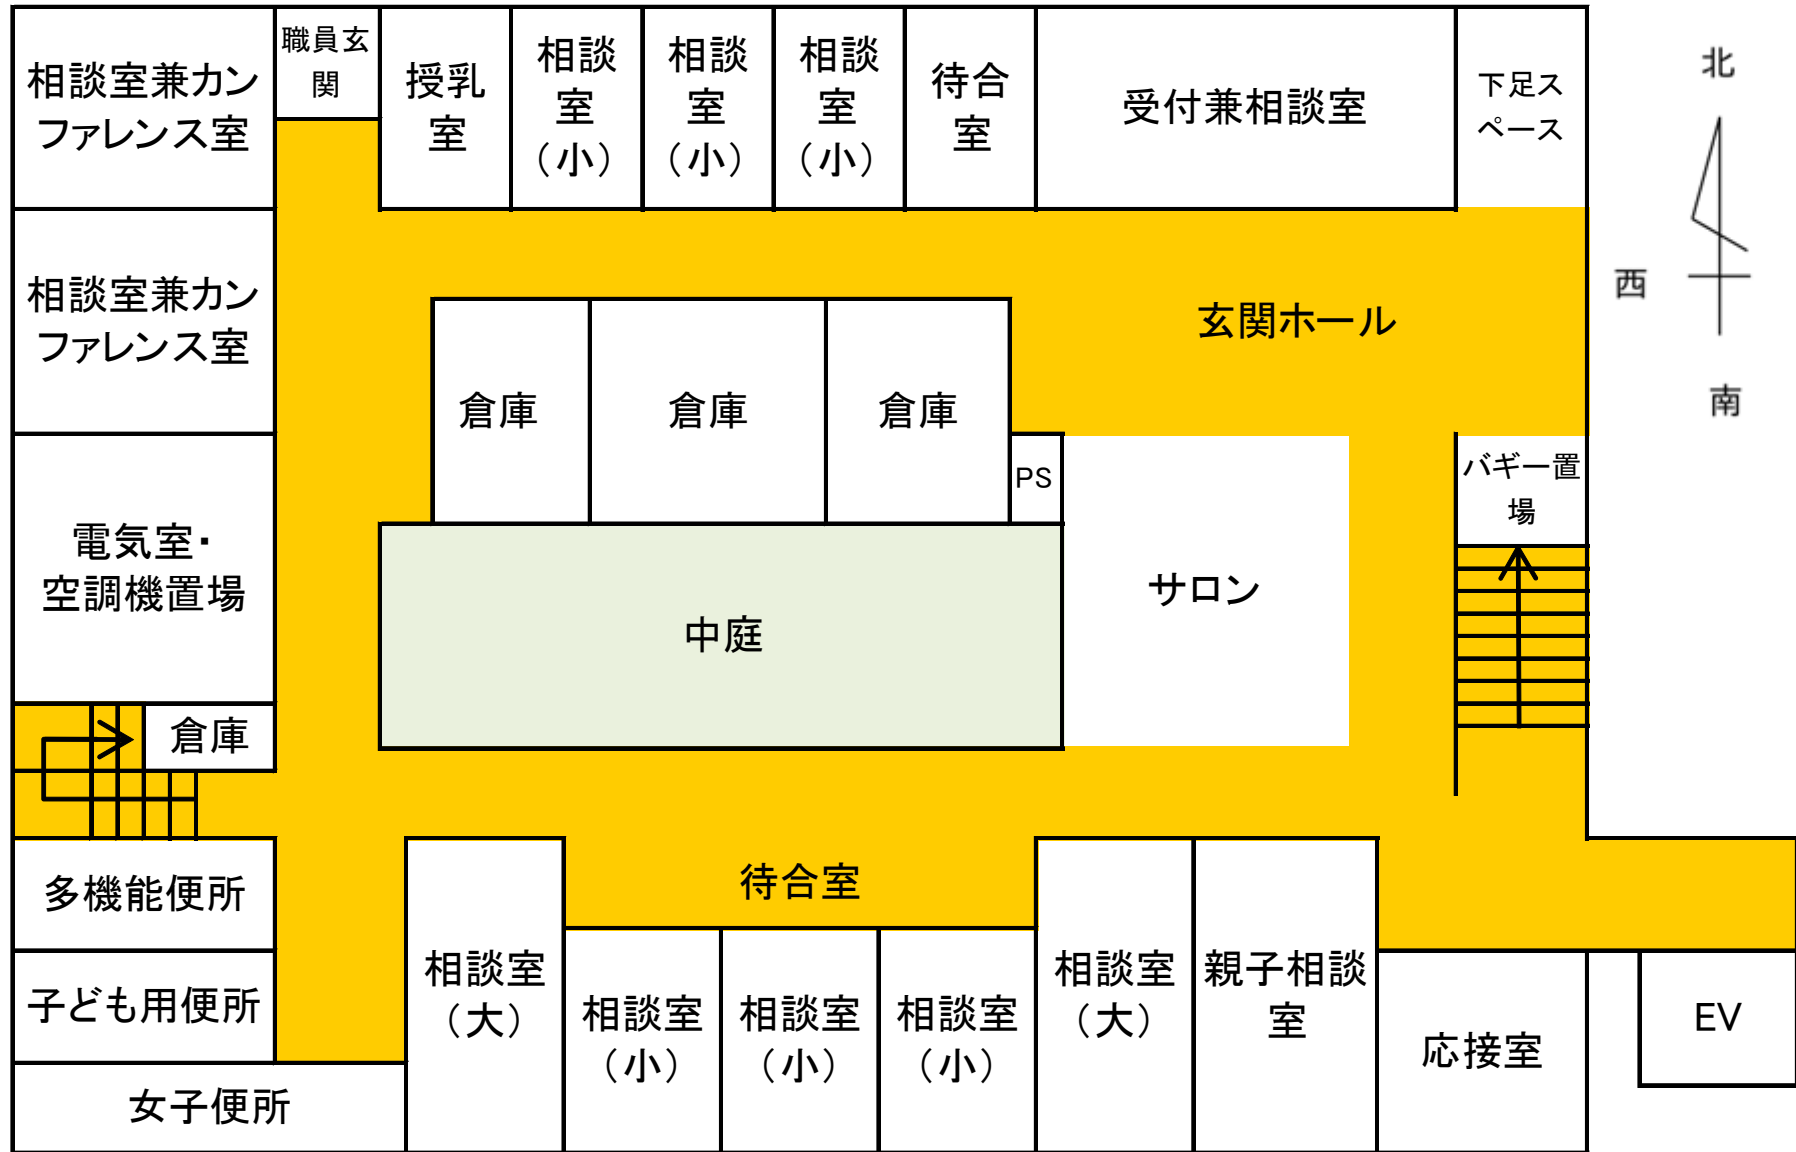 相談室兼カン
ファレンス室
職員玄
関
授乳
室
相談
室
（小）
相談
室
（小）
相談
室
（小）
待合
室
受付兼相談室
下足ス
ペース
北
西
南
相談室兼カン
ファレンス室
玄関ホール
倉庫
倉庫
倉庫
PS
バギー置
場
電気室・
空調機置場
サロン
中庭
倉庫
多機能便所
待合室
子ども用便所
女子便所
相談室
（大）
相談室
（小）
相談室
（小）
相談室
（小）
相談室
（大）
親子相談
室
応接室
EV